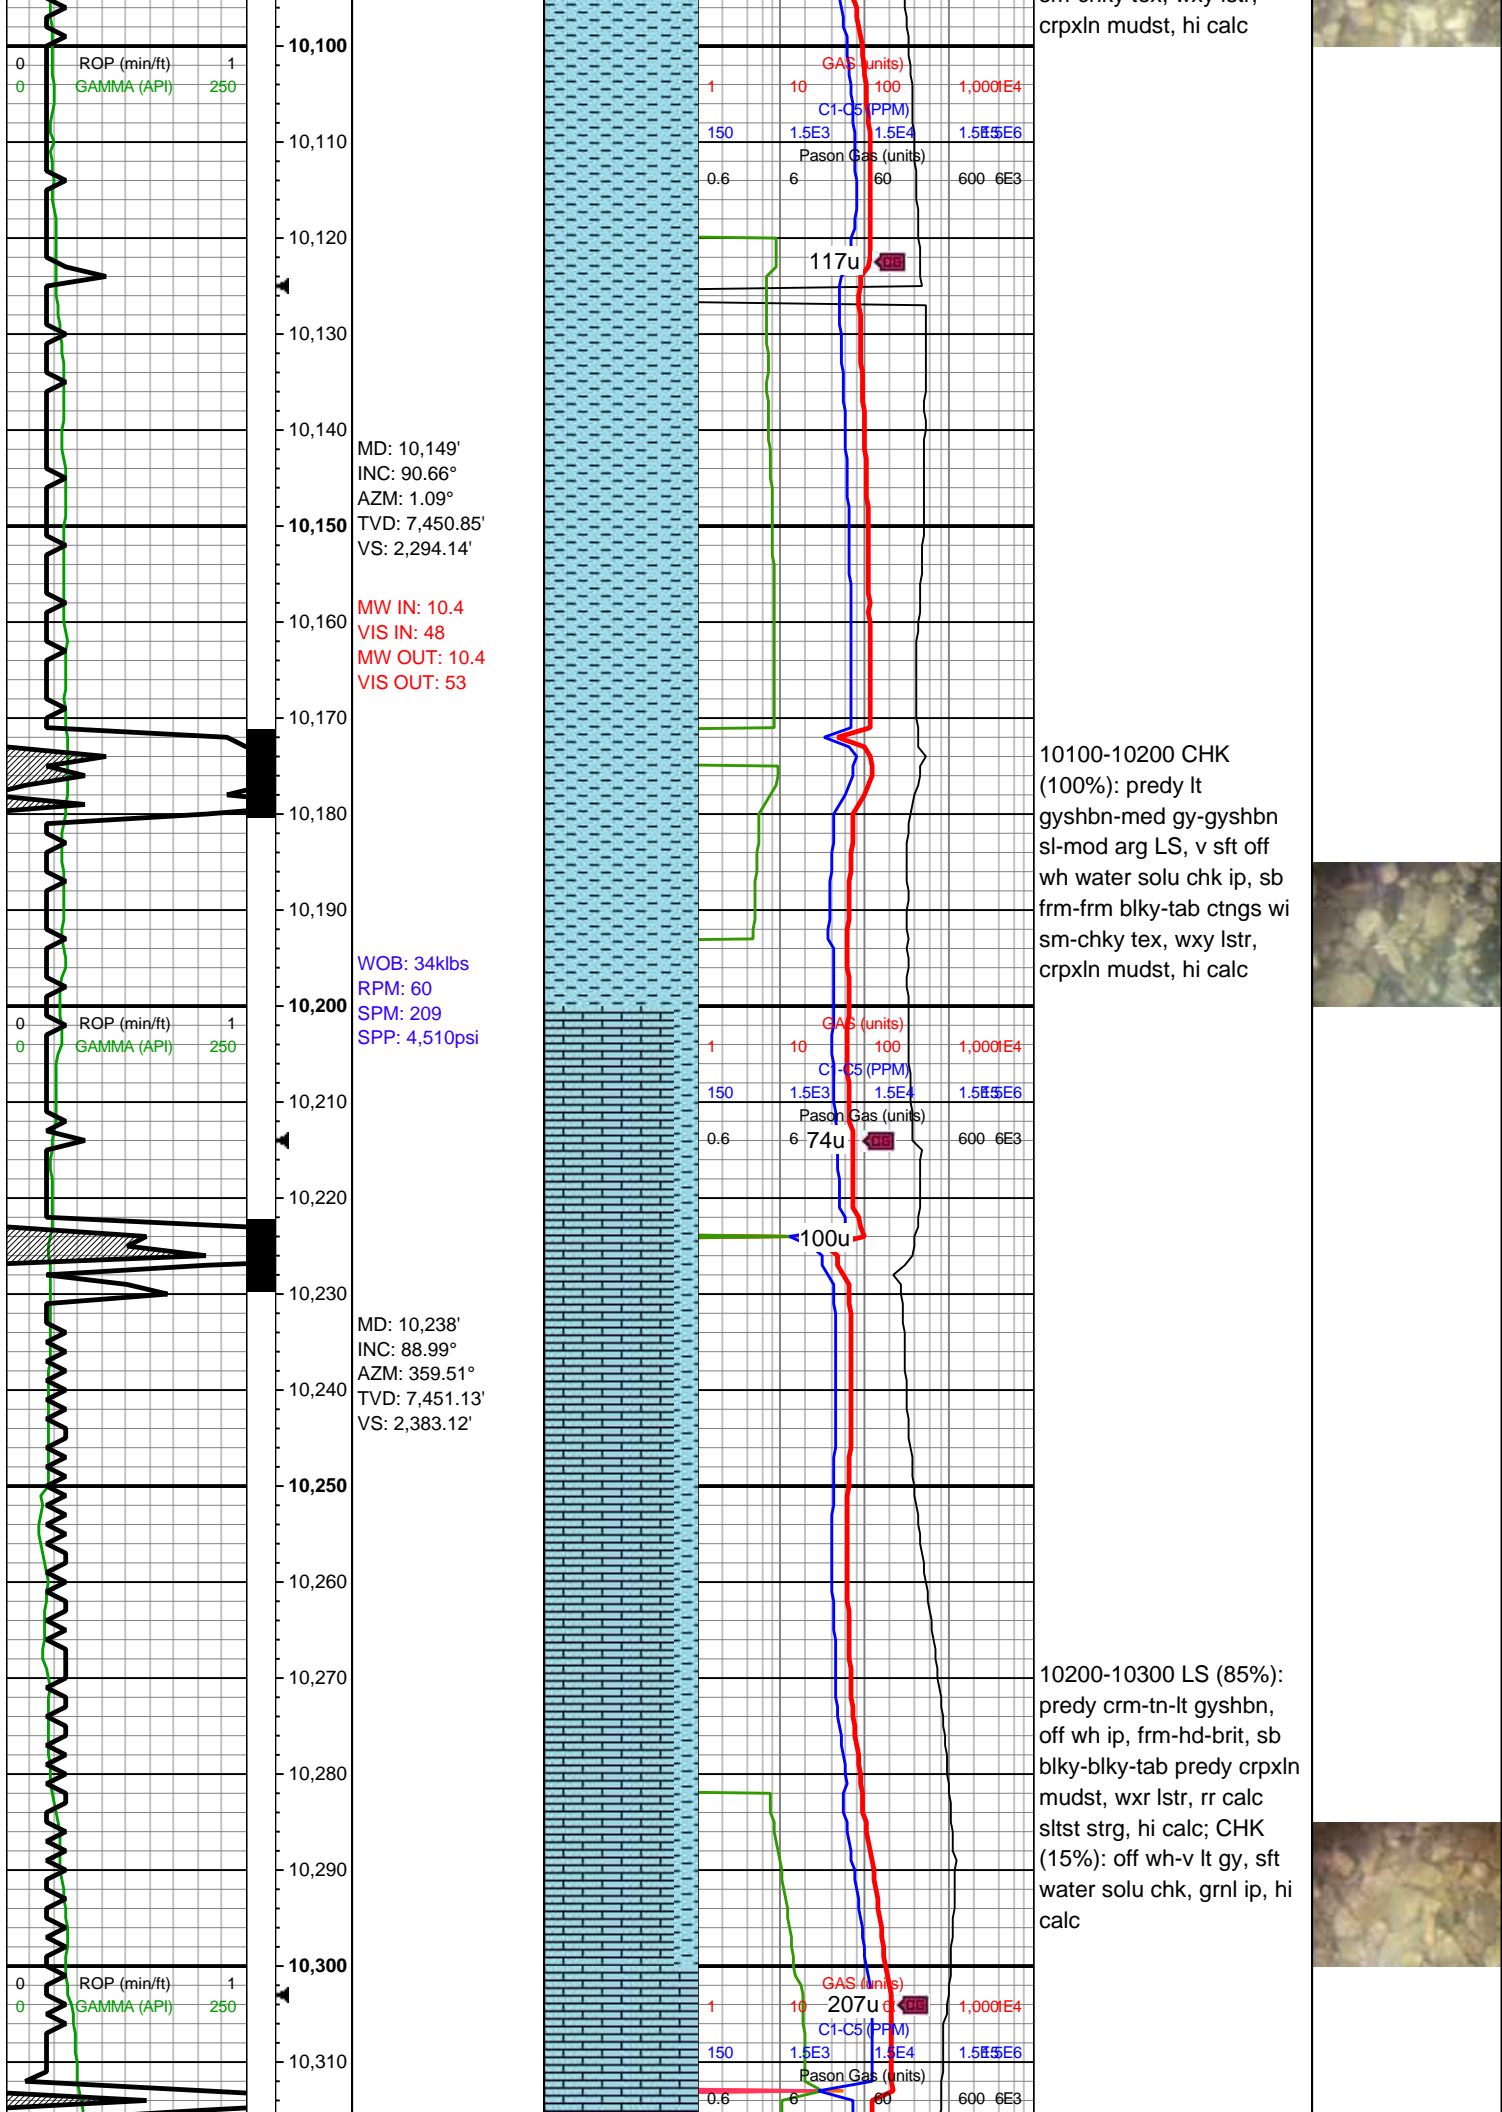 crpxln mudst, hi calc
10,100
0 ROP (min/ft) 1
0 GAMMA (API) 250
GAS (units)
1 10 100 1,000 1E4
C1-C5 (PPM)
150 1.5E3 1.5E4
10,110
Pason Gas (units)
0.6 6 60 600 6E3
10,120
117u CG
10,130
10,140
MD: 10,149'
INC: 90.66°
AZM: 1.09°
TVD: 7,450.85'
VS: 2,294.14'
10,150
MW IN: 10.4
VIS IN: 48
MW OUT: 10.4
VIS OUT: 53
10,160
10,170
10100-10200 CHK
(100%): predy lt
gyshbn-med gy-gyshbn
sl-mod arg LS, v sft off
wh water solu chk ip, sb
frm-frm blky-tab ctngs wi
sm-chky tex, wxy lstr,
crpxln mudst, hi calc
10,180
10,190
WOB: 34klbs
RPM: 60
SPM: 209
SPP: 4,510psi
10,200
0 ROP (min/ft) 1
0 GAMMA (API) 250
GAS (units)
1 10 100 1,000 1E4
C1-C5 (PPM)
150 1.5E3 1.5E4
10,210
Pason Gas (units)
0.6 6 74u CG 600 6E3
10,220
100u
10,230
MD: 10,238'
INC: 88.99°
AZM: 359.51°
TVD: 7,451.13'
VS: 2,383.12'
10,240
10,250
10,260
10,270
10200-10300 LS (85%):
predy crm-tn-lt gyshbn,
off wh ip, frm-hd-brit, sb
blky-blky-tab predy crpxln
mudst, wxr lstr, rr calc
sltst strg, hi calc; CHK
(15%): off wh-v lt gy, sft
water solu chk, grnl ip, hi
calc
10,280
10,290
10,300
0 ROP (min/ft) 1
0 GAMMA (API) 250
GAS (units)
1 10 207u CG 1,000 1E4
C1-C5 (PPM)
150 1.5E3 1.5E4
10,310
Pason Gas (units)
0.6 6 60 600 6E3